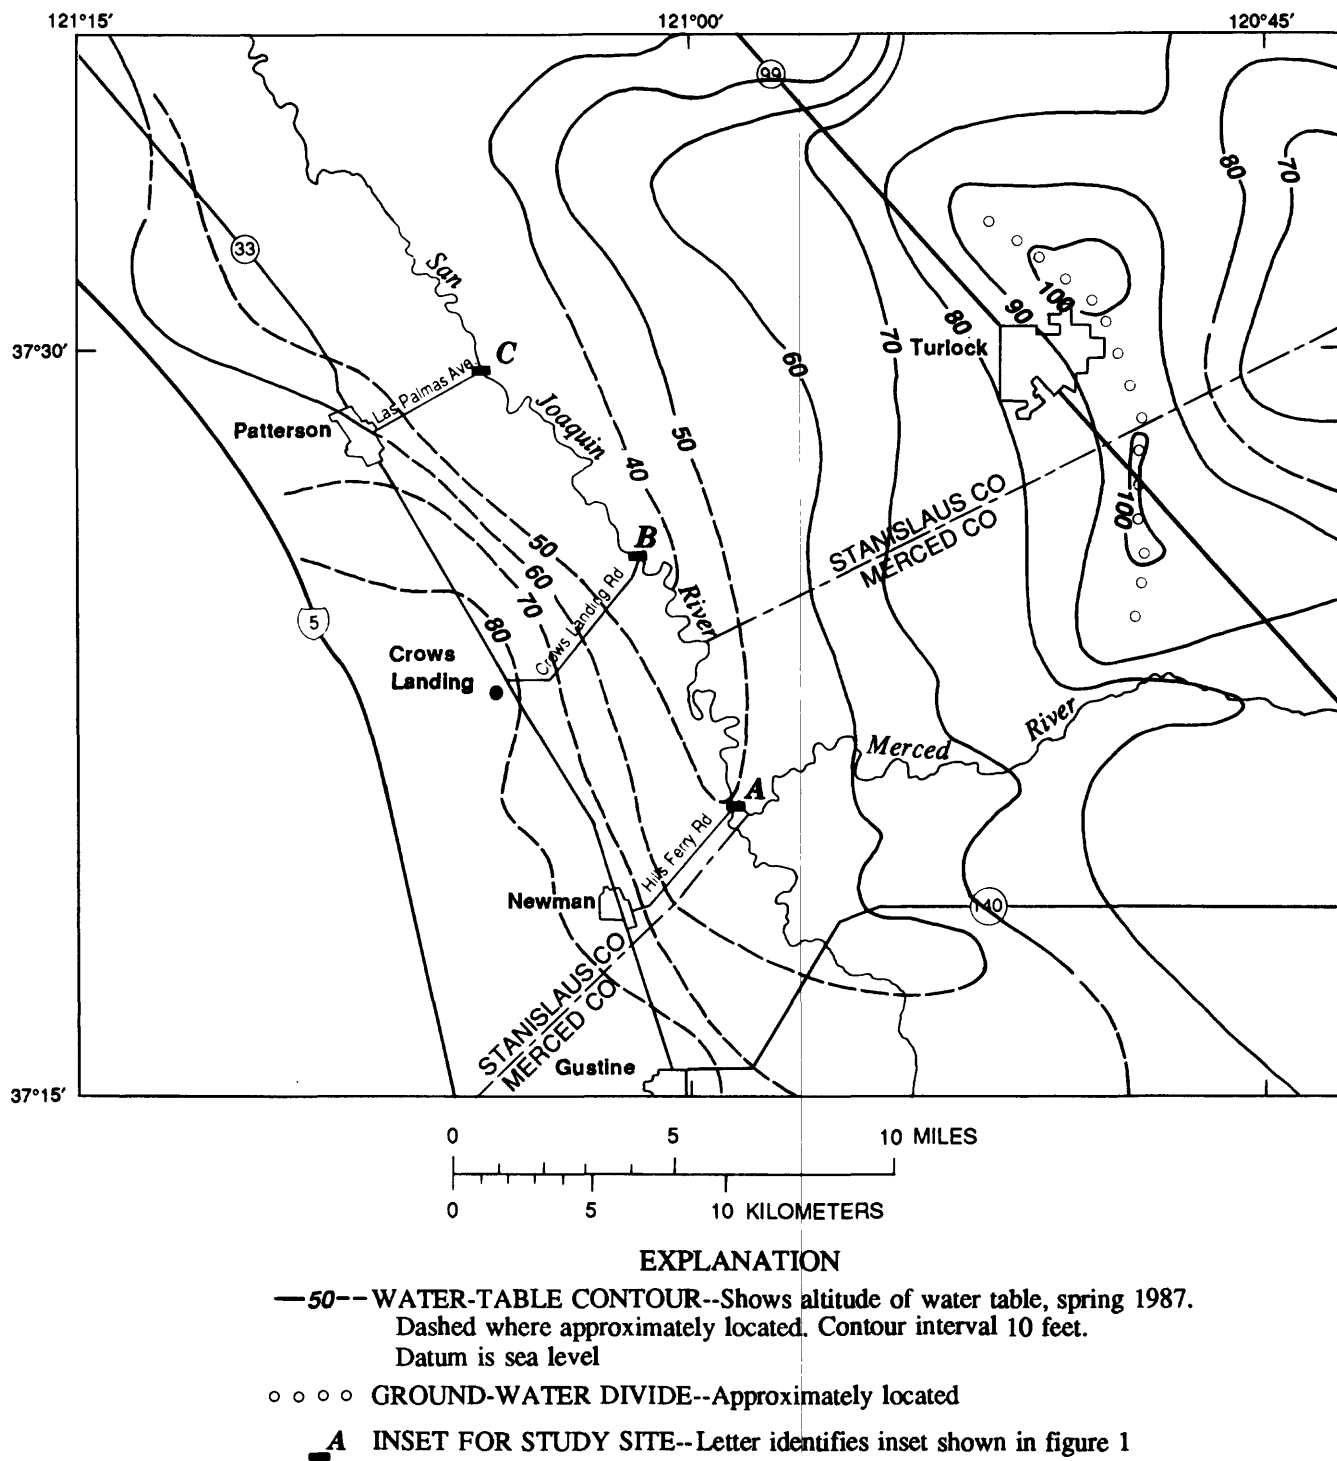 121°15′
121°00′
120°45′
99
80
70
33
San
100
90
80
70
60
37°30′
C
Las Palmas Ave.
Joaquin
Turlock
Patterson
50
40
100
STANISLAUS CO
MERCED CO
B
50
60
70
80
Crows Landing Rd
River
5
Crows
Landing
River
Merced
A
Hills Ferry Rd
Newman
140
STANISLAUS CO
MERCED CO
Gustine
37°15′
0 5 10 MILES
0 5 10 KILOMETERS
EXPLANATION
—50-- WATER-TABLE CONTOUR--Shows altitude of water table, spring 1987.
Dashed where approximately located. Contour interval 10 feet.
Datum is sea level
GROUND-WATER DIVIDE--Approximately located
A INSET FOR STUDY SITE--Letter identifies inset shown in figure 1